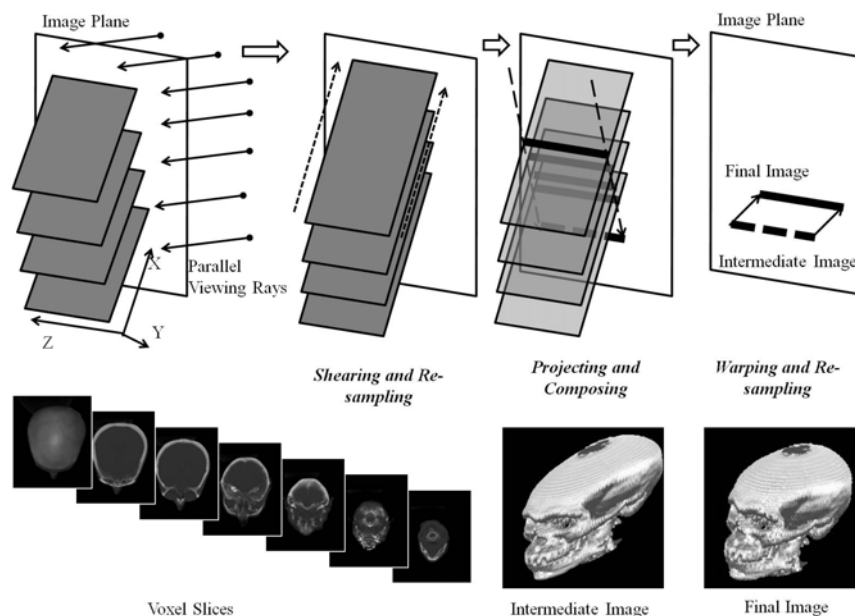 Image Plane
Image Plane
X
Parallel
Viewing Rays
Z
Y
Final Image
Intermediate Image
Shearing and Re-
sampling
Projecting and
Composing
Warping and Re-
sampling
Voxel Slices
Intermediate Image
Final Image